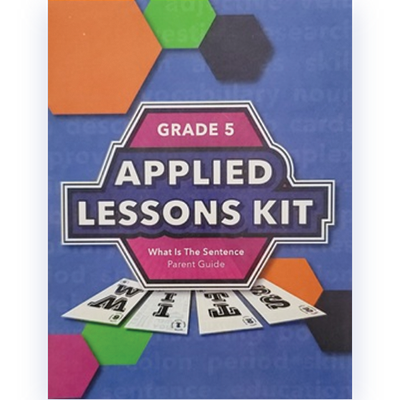 GRADE 5
APPLIED
LESSONS KIT
What Is The Sentence
Parent Guide
W I T S